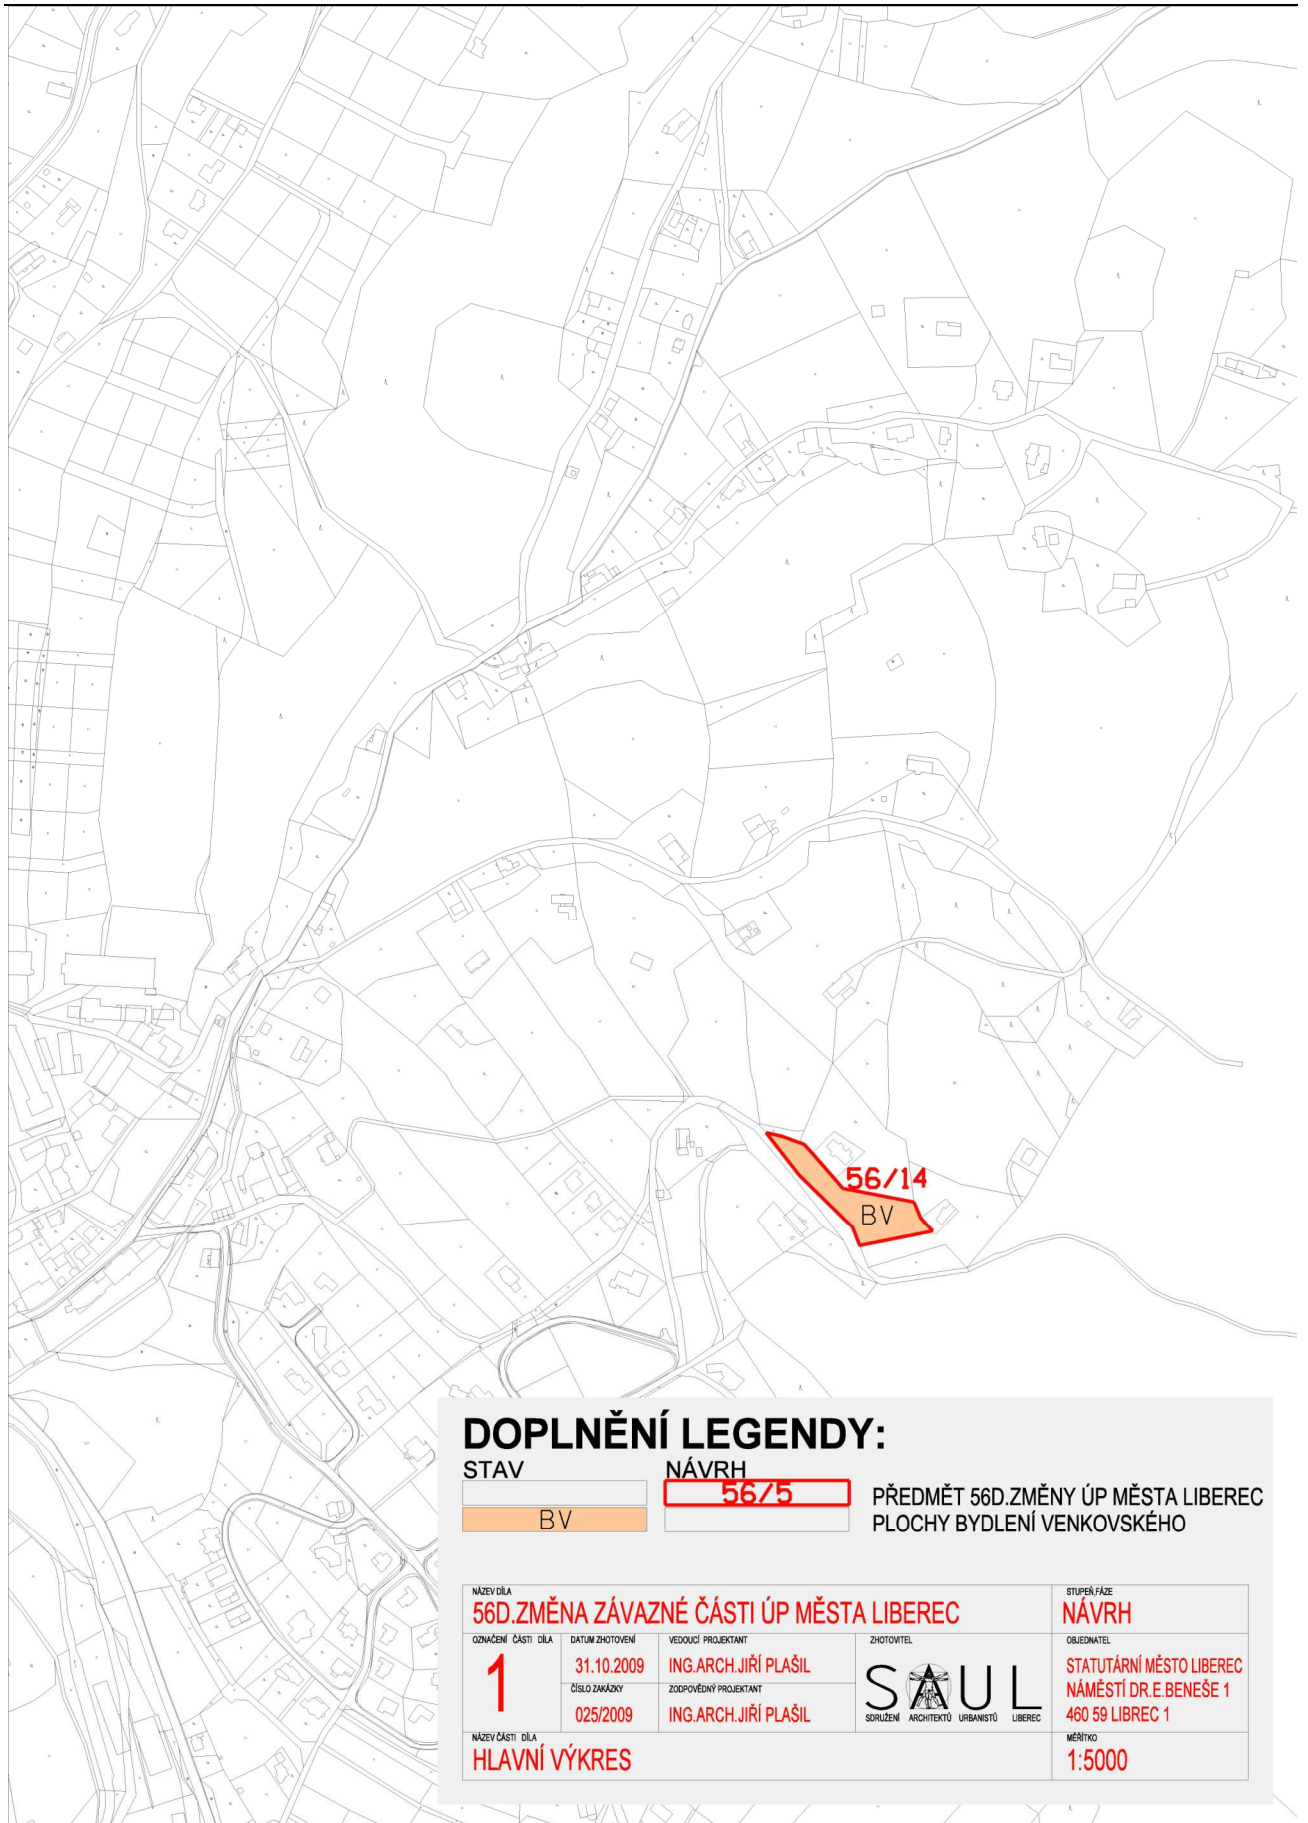 56/14
BV
DOPLNĚNÍ LEGENDY:
STAV NÁVRH
56/5 PŘEDMĚT 56D.ZMĚNY ÚP MĚSTA LIBEREC
BV PLOCHY BYDLENÍ VENKOVSKÉHO
NÁZEV DÍLA
56D.ZMĚNA ZÁVAZNÉ ČÁSTI ÚP MĚSTA LIBEREC
STUPEŇ,FÁZE
NÁVRH
OZNAČENÍ ČÁSTI DÍLA
1
DATUM ZHOTOVENÍ
31.10.2009
ČÍSLO ZAKÁZKY
025/2009
VEDOUCÍ PROJEKTANT
ING.ARCH.JIŘÍ PLAŠIL
ZODPOVĚDNÝ PROJEKTANT
ING.ARCH.JIŘÍ PLAŠIL
ZHOTOVITEL
SAUL
SDRUŽENÍ ARCHITEKTŮ URBANISTŮ LIBEREC
OBJEDNATEL
STATUTÁRNÍ MĚSTO LIBEREC
NÁMĚSTÍ DR.E.BENEŠE 1
460 59 LIBREC 1
NÁZEV ČÁSTI DÍLA
HLAVNÍ VÝKRES
MĚŘÍTKO
1:5000